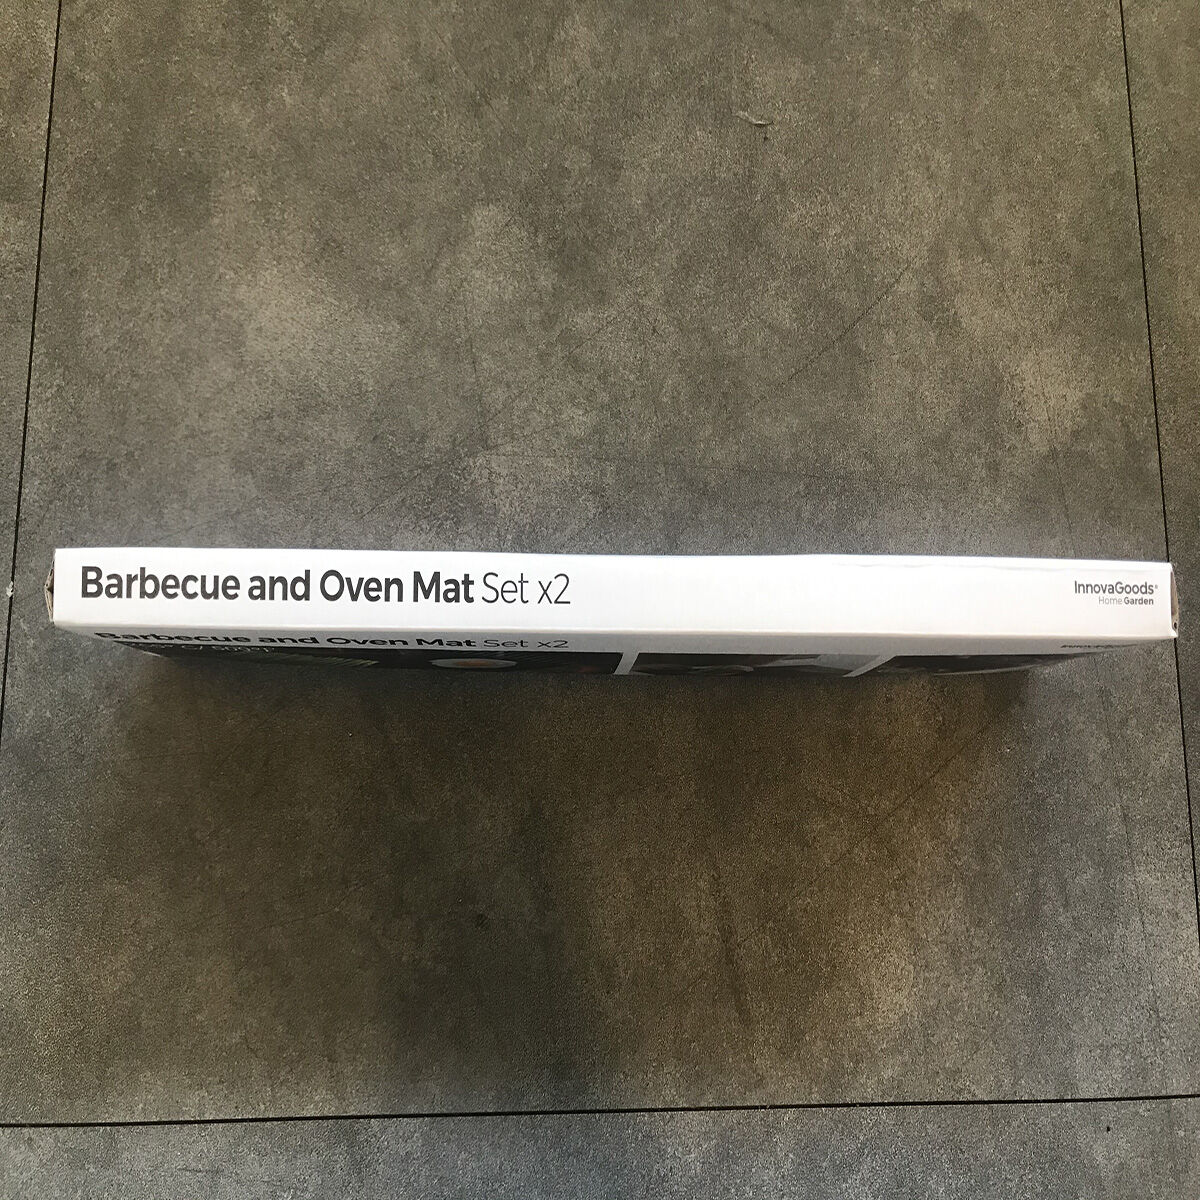 Barbecue and Oven Mat Set x2
InnovaGoods®
Home Garden
Barbecue and Oven Mat Set x2